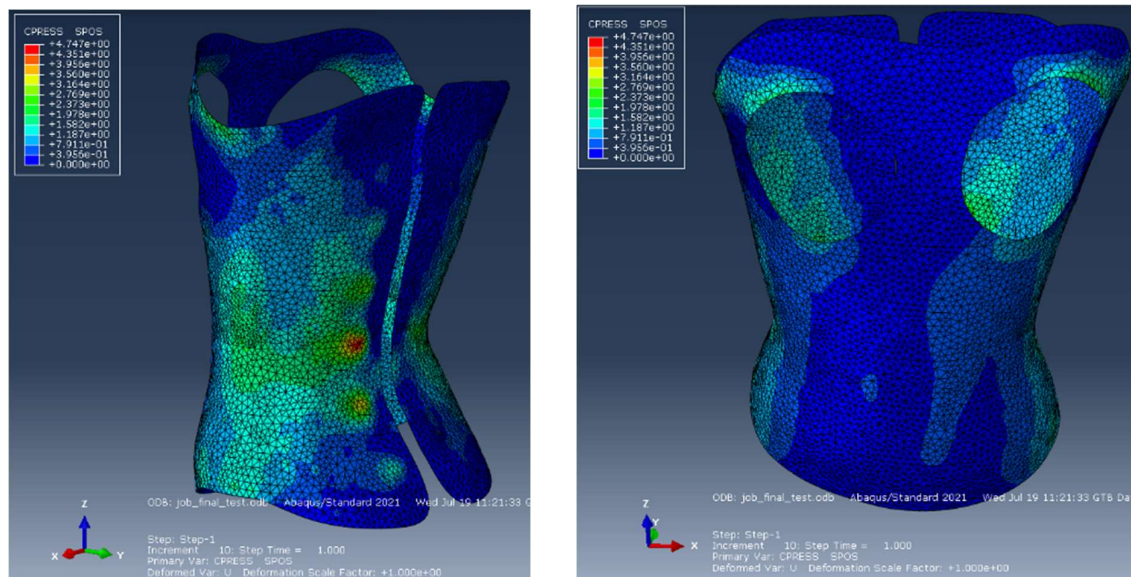 CPRESS SPOS
+4.747e+00
+4.351e+00
+3.956e+00
+3.560e+00
+3.164e+00
+2.769e+00
+2.373e+00
+1.978e+00
+1.582e+00
+1.187e+00
+7.911e-01
+3.956e-01
+0.000e+00
Z
X
Y
ODB: job_final_test.odb Abaqus/Standard 2021 Wed Jul 19 11:21:33 G
Step: Step-1
Increment 10: Step Time = 1.000
Primary Var: CPRESS SPOS
Deformed Var: U Deformation Scale Factor: +1.000e+00
CPRESS SPOS
+4.747e+00
+4.351e+00
+3.956e+00
+3.560e+00
+3.164e+00
+2.769e+00
+2.373e+00
+1.978e+00
+1.582e+00
+1.187e+00
+7.911e-01
+3.956e-01
+0.000e+00
Z
Y
X
ODB: job_final_test.odb Abaqus/Standard 2021 Wed Jul 19 11:21:33 GTB Da
Step: Step-1
Increment 10: Step Time = 1.000
Primary Var: CPRESS SPOS
Deformed Var: U Deformation Scale Factor: +1.000e+00